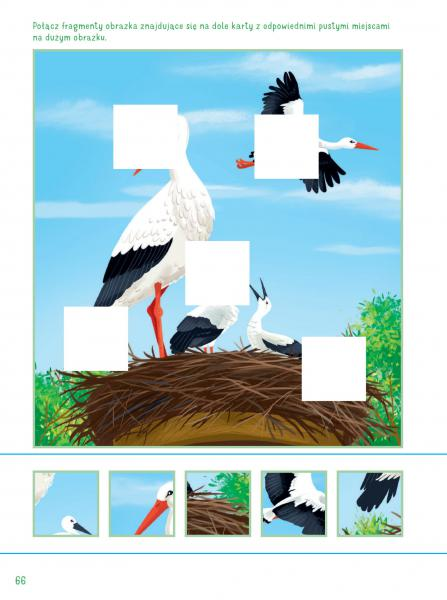 Połącz fragmenty obrazka znajdujące się na dole karty z odpowiednimi pustymi miejscami
na dużym obrazku.
66